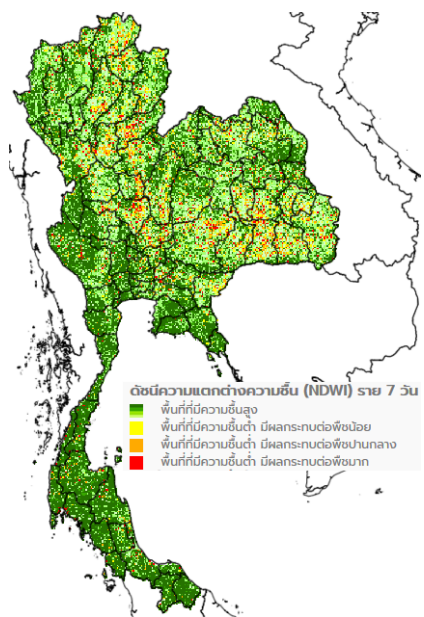 ดัชนีความแตกต่างความชื้น (NDWI) ราย 7 วัน
พื้นที่ที่มีความชื้นสูง
พื้นที่ที่มีความชื้นต่ำ มีผลกระทบต่อพืชน้อย
พื้นที่ที่มีความชื้นต่ำ มีผลกระทบต่อพืชปานกลาง
พื้นที่ที่มีความชื้นต่ำ มีผลกระทบต่อพืชมาก